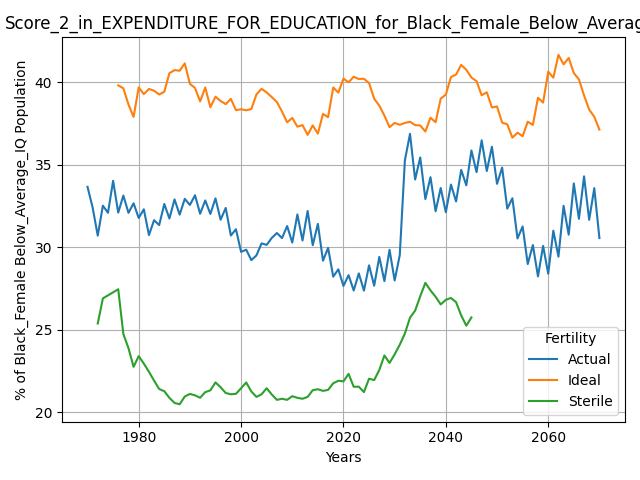 Score_2_in_EXPENDITURE_FOR_EDUCATION_for_Black_Female_Below_Averag
% of Black_Female Below_Average_IQ Population
40
35
30
25
20
1980
2000
2020
2040
2060
Years
Fertility
Actual
Ideal
Sterile